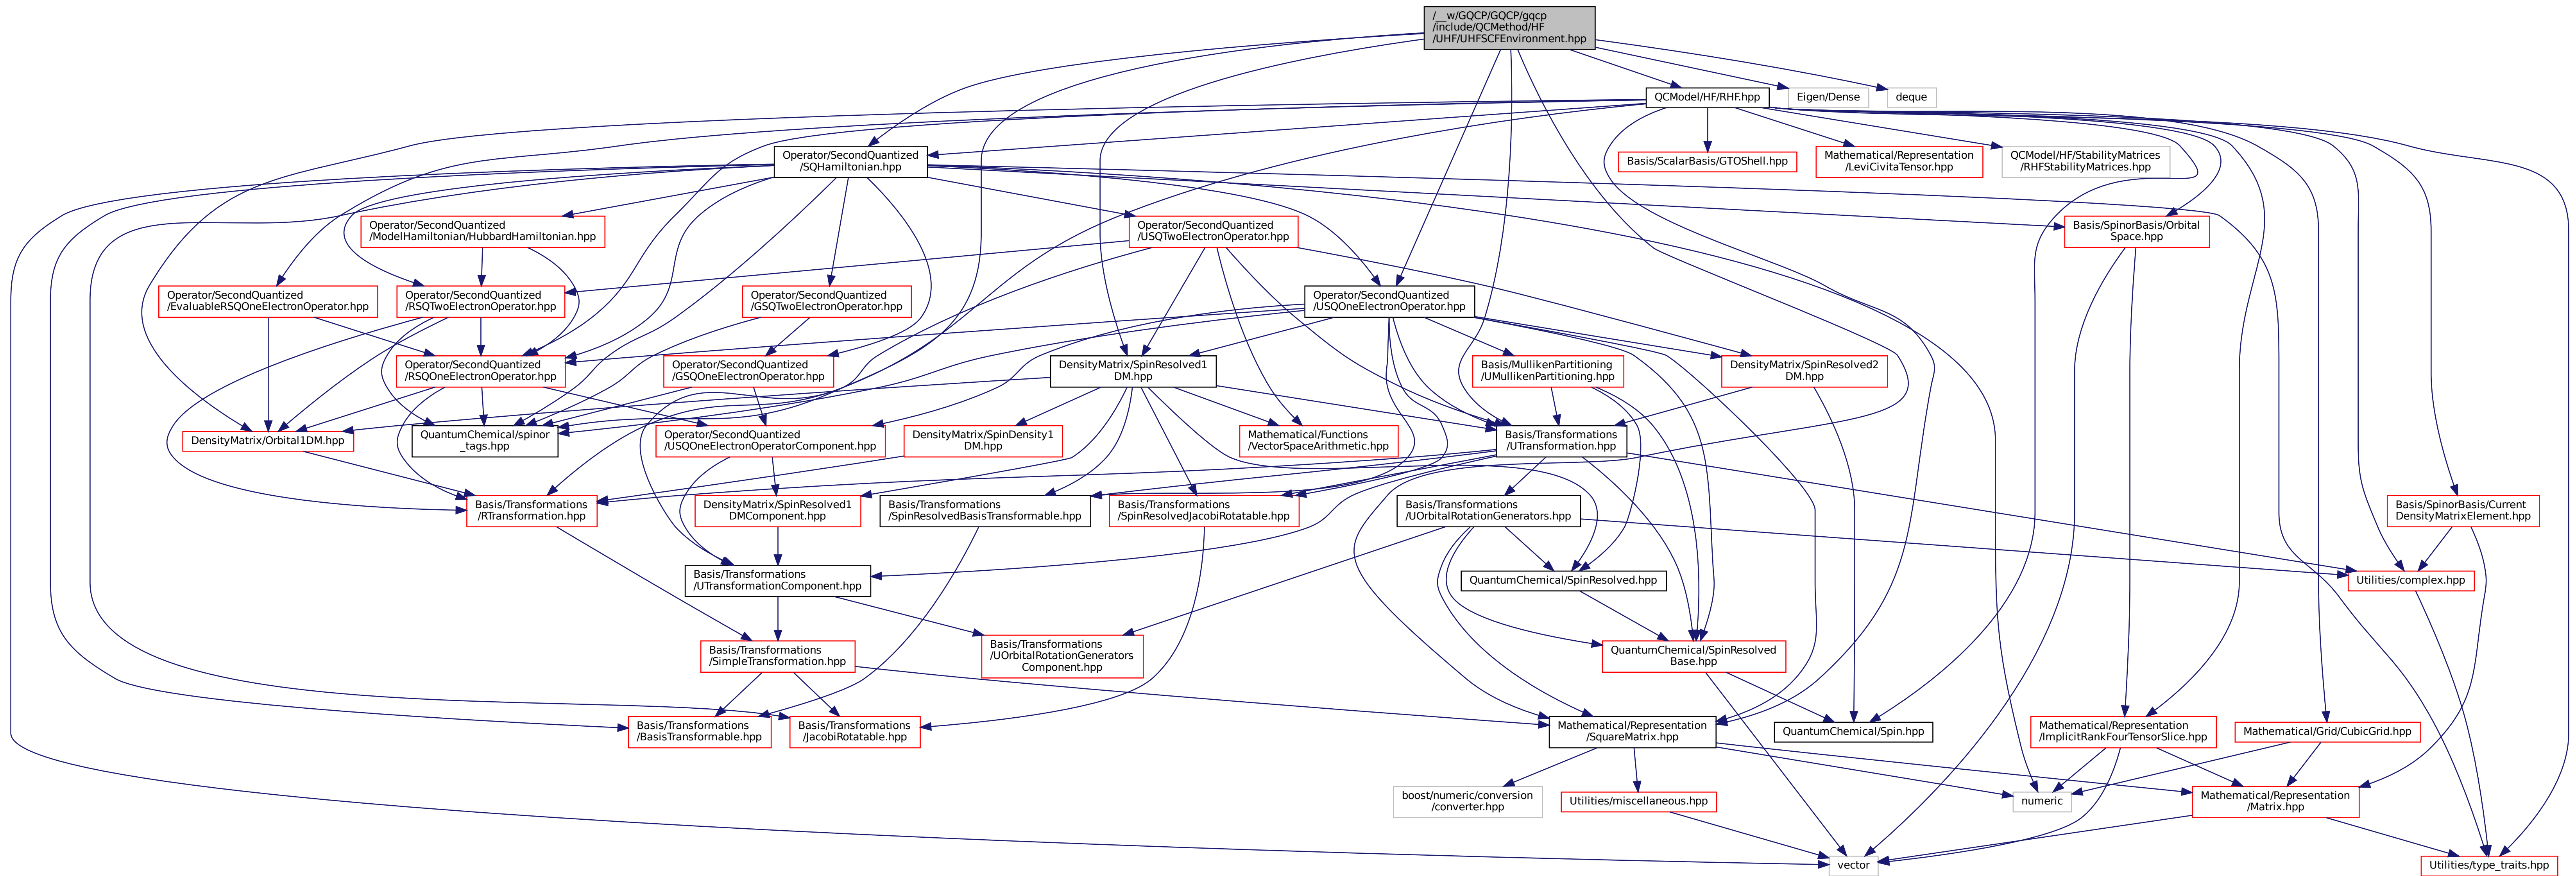 /__w/GQCP/GQCP/gqcp
/include/QCMethod/HF
/UHF/UHFSCFEnvironment.hpp
QCModel/HF/RHF.hpp
Eigen/Dense
deque
Operator/SecondQuantized
/SQHamiltonian.hpp
Basis/ScalarBasis/GTOShell.hpp
Mathematical/Representation
/LeviCivitaTensor.hpp
QCModel/HF/StabilityMatrices
/RHFStabilityMatrices.hpp
Operator/SecondQuantized
/ModelHamiltonian/HubbardHamiltonian.hpp
Operator/SecondQuantized
/USQTwoElectronOperator.hpp
Basis/SpinorBasis/Orbital
Space.hpp
Operator/SecondQuantized
/EvaluableRSQOneElectronOperator.hpp
Operator/SecondQuantized
/RSQTwoElectronOperator.hpp
Operator/SecondQuantized
/GSQTwoElectronOperator.hpp
Operator/SecondQuantized
/USQOneElectronOperator.hpp
Operator/SecondQuantized
/RSQOneElectronOperator.hpp
Operator/SecondQuantized
/GSQOneElectronOperator.hpp
DensityMatrix/SpinResolved1
DM.hpp
Basis/MullikenPartitioning
/UMullikenPartitioning.hpp
DensityMatrix/SpinResolved2
DM.hpp
DensityMatrix/Orbital1DM.hpp
QuantumChemical/spinor
_tags.hpp
Operator/SecondQuantized
/USQOneElectronOperatorComponent.hpp
DensityMatrix/SpinDensity1
DM.hpp
Mathematical/Functions
/VectorSpaceArithmetic.hpp
Basis/Transformations
/UTransformation.hpp
Basis/Transformations
/RTransformation.hpp
DensityMatrix/SpinResolved1
DMComponent.hpp
Basis/Transformations
/SpinResolvedBasisTransformable.hpp
Basis/Transformations
/SpinResolvedJacobiRotatable.hpp
Basis/Transformations
/UOrbitalRotationGenerators.hpp
Basis/SpinorBasis/Current
DensityMatrixElement.hpp
Basis/Transformations
/UTransformationComponent.hpp
QuantumChemical/SpinResolved.hpp
Utilities/complex.hpp
Basis/Transformations
/SimpleTransformation.hpp
Basis/Transformations
/UOrbitalRotationGenerators
Component.hpp
QuantumChemical/SpinResolved
Base.hpp
Basis/Transformations
/BasisTransformable.hpp
Basis/Transformations
/JacobiRotatable.hpp
Mathematical/Representation
/SquareMatrix.hpp
QuantumChemical/Spin.hpp
Mathematical/Representation
/ImplicitRankFourTensorSlice.hpp
Mathematical/Grid/CubicGrid.hpp
boost/numeric/conversion
/converter.hpp
Utilities/miscellaneous.hpp
numeric
Mathematical/Representation
/Matrix.hpp
vector
Utilities/type_traits.hpp